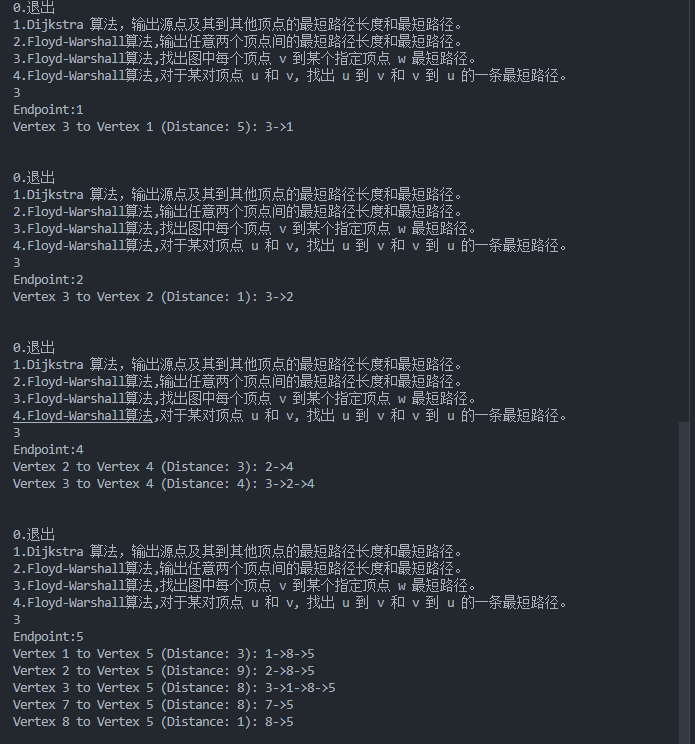 0.退出
1.Dijkstra 算法，输出源点及其到其他顶点的最短路径长度和最短路径。
2.Floyd-Warshall算法,输出任意两个顶点间的最短路径长度和最短路径。
3.Floyd-Warshall算法,找出图中每个顶点 v 到某个指定顶点 w 最短路径。
4.Floyd-Warshall算法,对于某对顶点 u 和 v, 找出 u 到 v 和 v 到 u 的一条最短路径。
3
Endpoint:1
Vertex 3 to Vertex 1 (Distance: 5): 3->1
0.退出
1.Dijkstra 算法，输出源点及其到其他顶点的最短路径长度和最短路径。
2.Floyd-Warshall算法,输出任意两个顶点间的最短路径长度和最短路径。
3.Floyd-Warshall算法,找出图中每个顶点 v 到某个指定顶点 w 最短路径。
4.Floyd-Warshall算法,对于某对顶点 u 和 v, 找出 u 到 v 和 v 到 u 的一条最短路径。
3
Endpoint:2
Vertex 3 to Vertex 2 (Distance: 1): 3->2
0.退出
1.Dijkstra 算法，输出源点及其到其他顶点的最短路径长度和最短路径。
2.Floyd-Warshall算法,输出任意两个顶点间的最短路径长度和最短路径。
3.Floyd-Warshall算法,找出图中每个顶点 v 到某个指定顶点 w 最短路径。
4.Floyd-Warshall算法,对于某对顶点 u 和 v, 找出 u 到 v 和 v 到 u 的一条最短路径。
3
Endpoint:4
Vertex 2 to Vertex 4 (Distance: 3): 2->4
Vertex 3 to Vertex 4 (Distance: 4): 3->2->4
0.退出
1.Dijkstra 算法，输出源点及其到其他顶点的最短路径长度和最短路径。
2.Floyd-Warshall算法,输出任意两个顶点间的最短路径长度和最短路径。
3.Floyd-Warshall算法,找出图中每个顶点 v 到某个指定顶点 w 最短路径。
4.Floyd-Warshall算法,对于某对顶点 u 和 v, 找出 u 到 v 和 v 到 u 的一条最短路径。
3
Endpoint:5
Vertex 1 to Vertex 5 (Distance: 3): 1->8->5
Vertex 2 to Vertex 5 (Distance: 9): 2->8->5
Vertex 3 to Vertex 5 (Distance: 8): 3->1->8->5
Vertex 7 to Vertex 5 (Distance: 8): 7->5
Vertex 8 to Vertex 5 (Distance: 1): 8->5